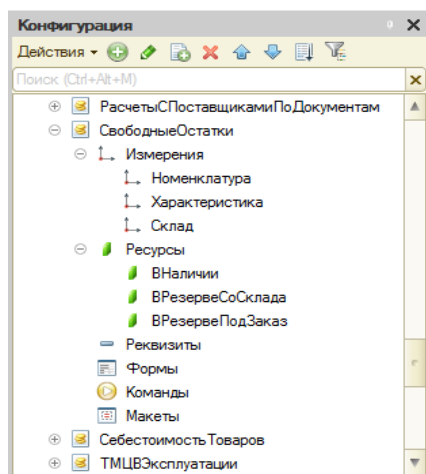 Конфигурация
Действия
Поиск (Ctrl+Alt+M)
РасчетыСПоставщикамиПоДокументам
СвободныеОстатки
Измерения
Номенклатура
Характеристика
Склад
Ресурсы
ВНаличии
ВРезервеСоСклада
ВРезервеПодЗаказ
Реквизиты
Формы
Команды
Макеты
СебестоимостьТоваров
ТМЦВЭксплуатации